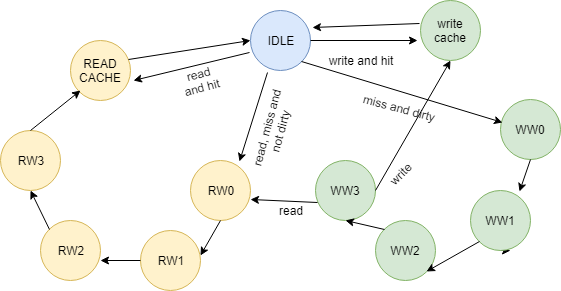 IDLE
write
cache
READ
CACHE
read
and hit
write and hit
miss and dirty
read, miss and
not dirty
WW0
RW3
RW0
WW3
write
read
WW1
RW2
RW1
WW2